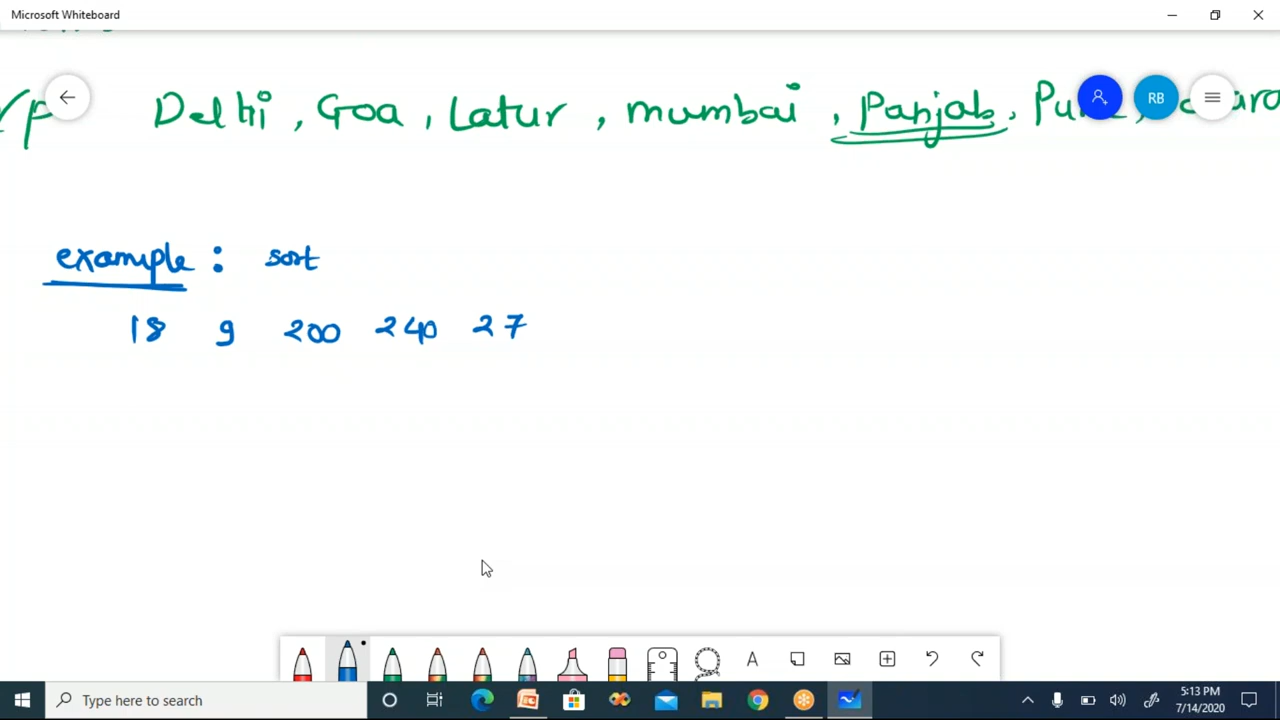 Microsoft Whiteboard
Delhi, Goa, Latur, mumbai, Panjab,
RB
example : sort
18 9 200 240 27
A
Type here to search
5:13 PM
7/14/2020